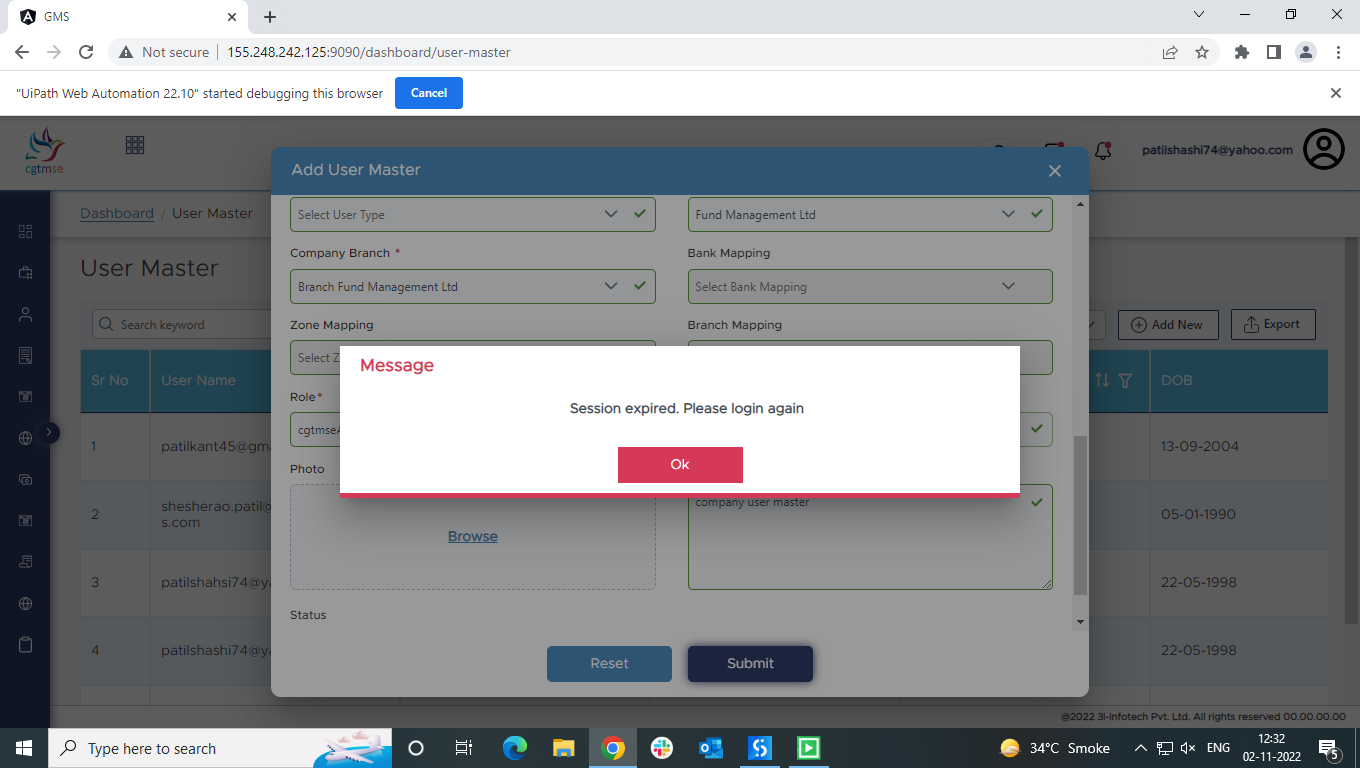 GMS
Not secure
155.248.242.125:9090/dashboard/user-master
"UiPath Web Automation 22.10" started debugging this browser
Cancel
cgtmse
patilshashi74@yahoo.com
Add User Master
Dashboard / User Master
Select User Type
Fund Management Ltd
Company Branch *
Bank Mapping
User Master
Branch Fund Management Ltd
Select Bank Mapping
Search keyword
Zone Mapping
Branch Mapping
Add New
Export
Select Z
Message
Sr No
User Name
DOB
Role*
Session expired. Please login again
cgtmse
1
patilkant45@gm
13-09-2004
Ok
Photo
2
shesherao.patil@
s.com
company user master
05-01-1990
Browse
3
patilshahsi74@y
22-05-1998
Status
4
patilshashi74@y
22-05-1998
Reset
Submit
@2022 3i-infotech Pvt. Ltd. All rights reserved 00.00.00.00
Type here to search
34°C Smoke
ENG
12:32
02-11-2022
5